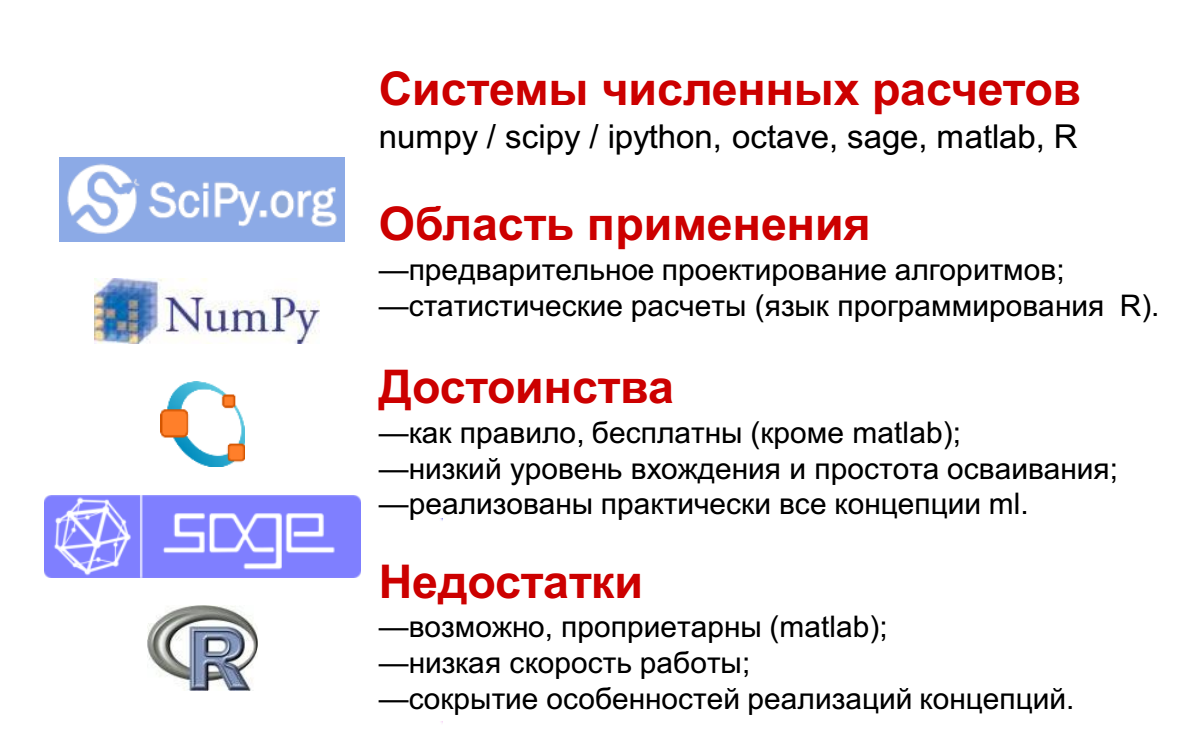 Системы численных расчетов
numpy / scipy / ipython, octave, sage, matlab, R
SciPy.org
Область применения
—предварительное проектирование алгоритмов;
—статистические расчеты (язык программирования R).
NumPy
Достоинства
—как правило, бесплатны (кроме matlab);
—низкий уровень вхождения и простота осваивания;
—реализованы практически все концепции ml.
sage
Недостатки
—возможно, проприетарны (matlab);
—низкая скорость работы;
—сокрытие особенностей реализаций концепций.
R